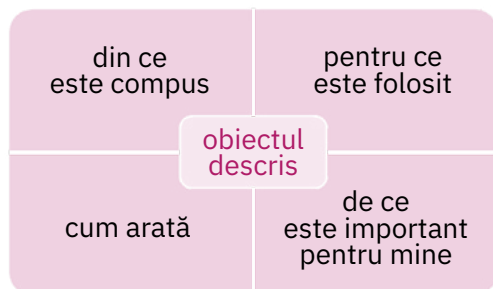 din ce
este compus
pentru ce
este folosit
obiectul
descris
cum arată
de ce
este important
pentru mine